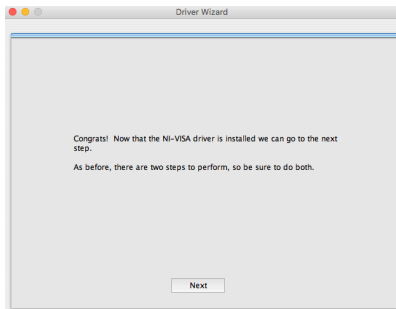 Driver Wizard
Congrats!  Now that the NI-VISA driver is installed we can go to the next
step.
As before, there are two steps to perform, so be sure to do both.
Next